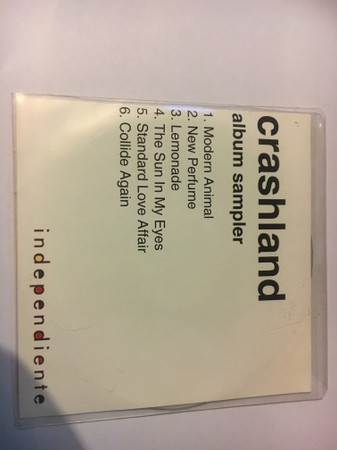 crashland
album sampler
1. Modern Animal
2. New Perfume
3. Lemonade
4. The Sun In My Eyes
5. Standard Love Affair
6. Collide Again
independiente